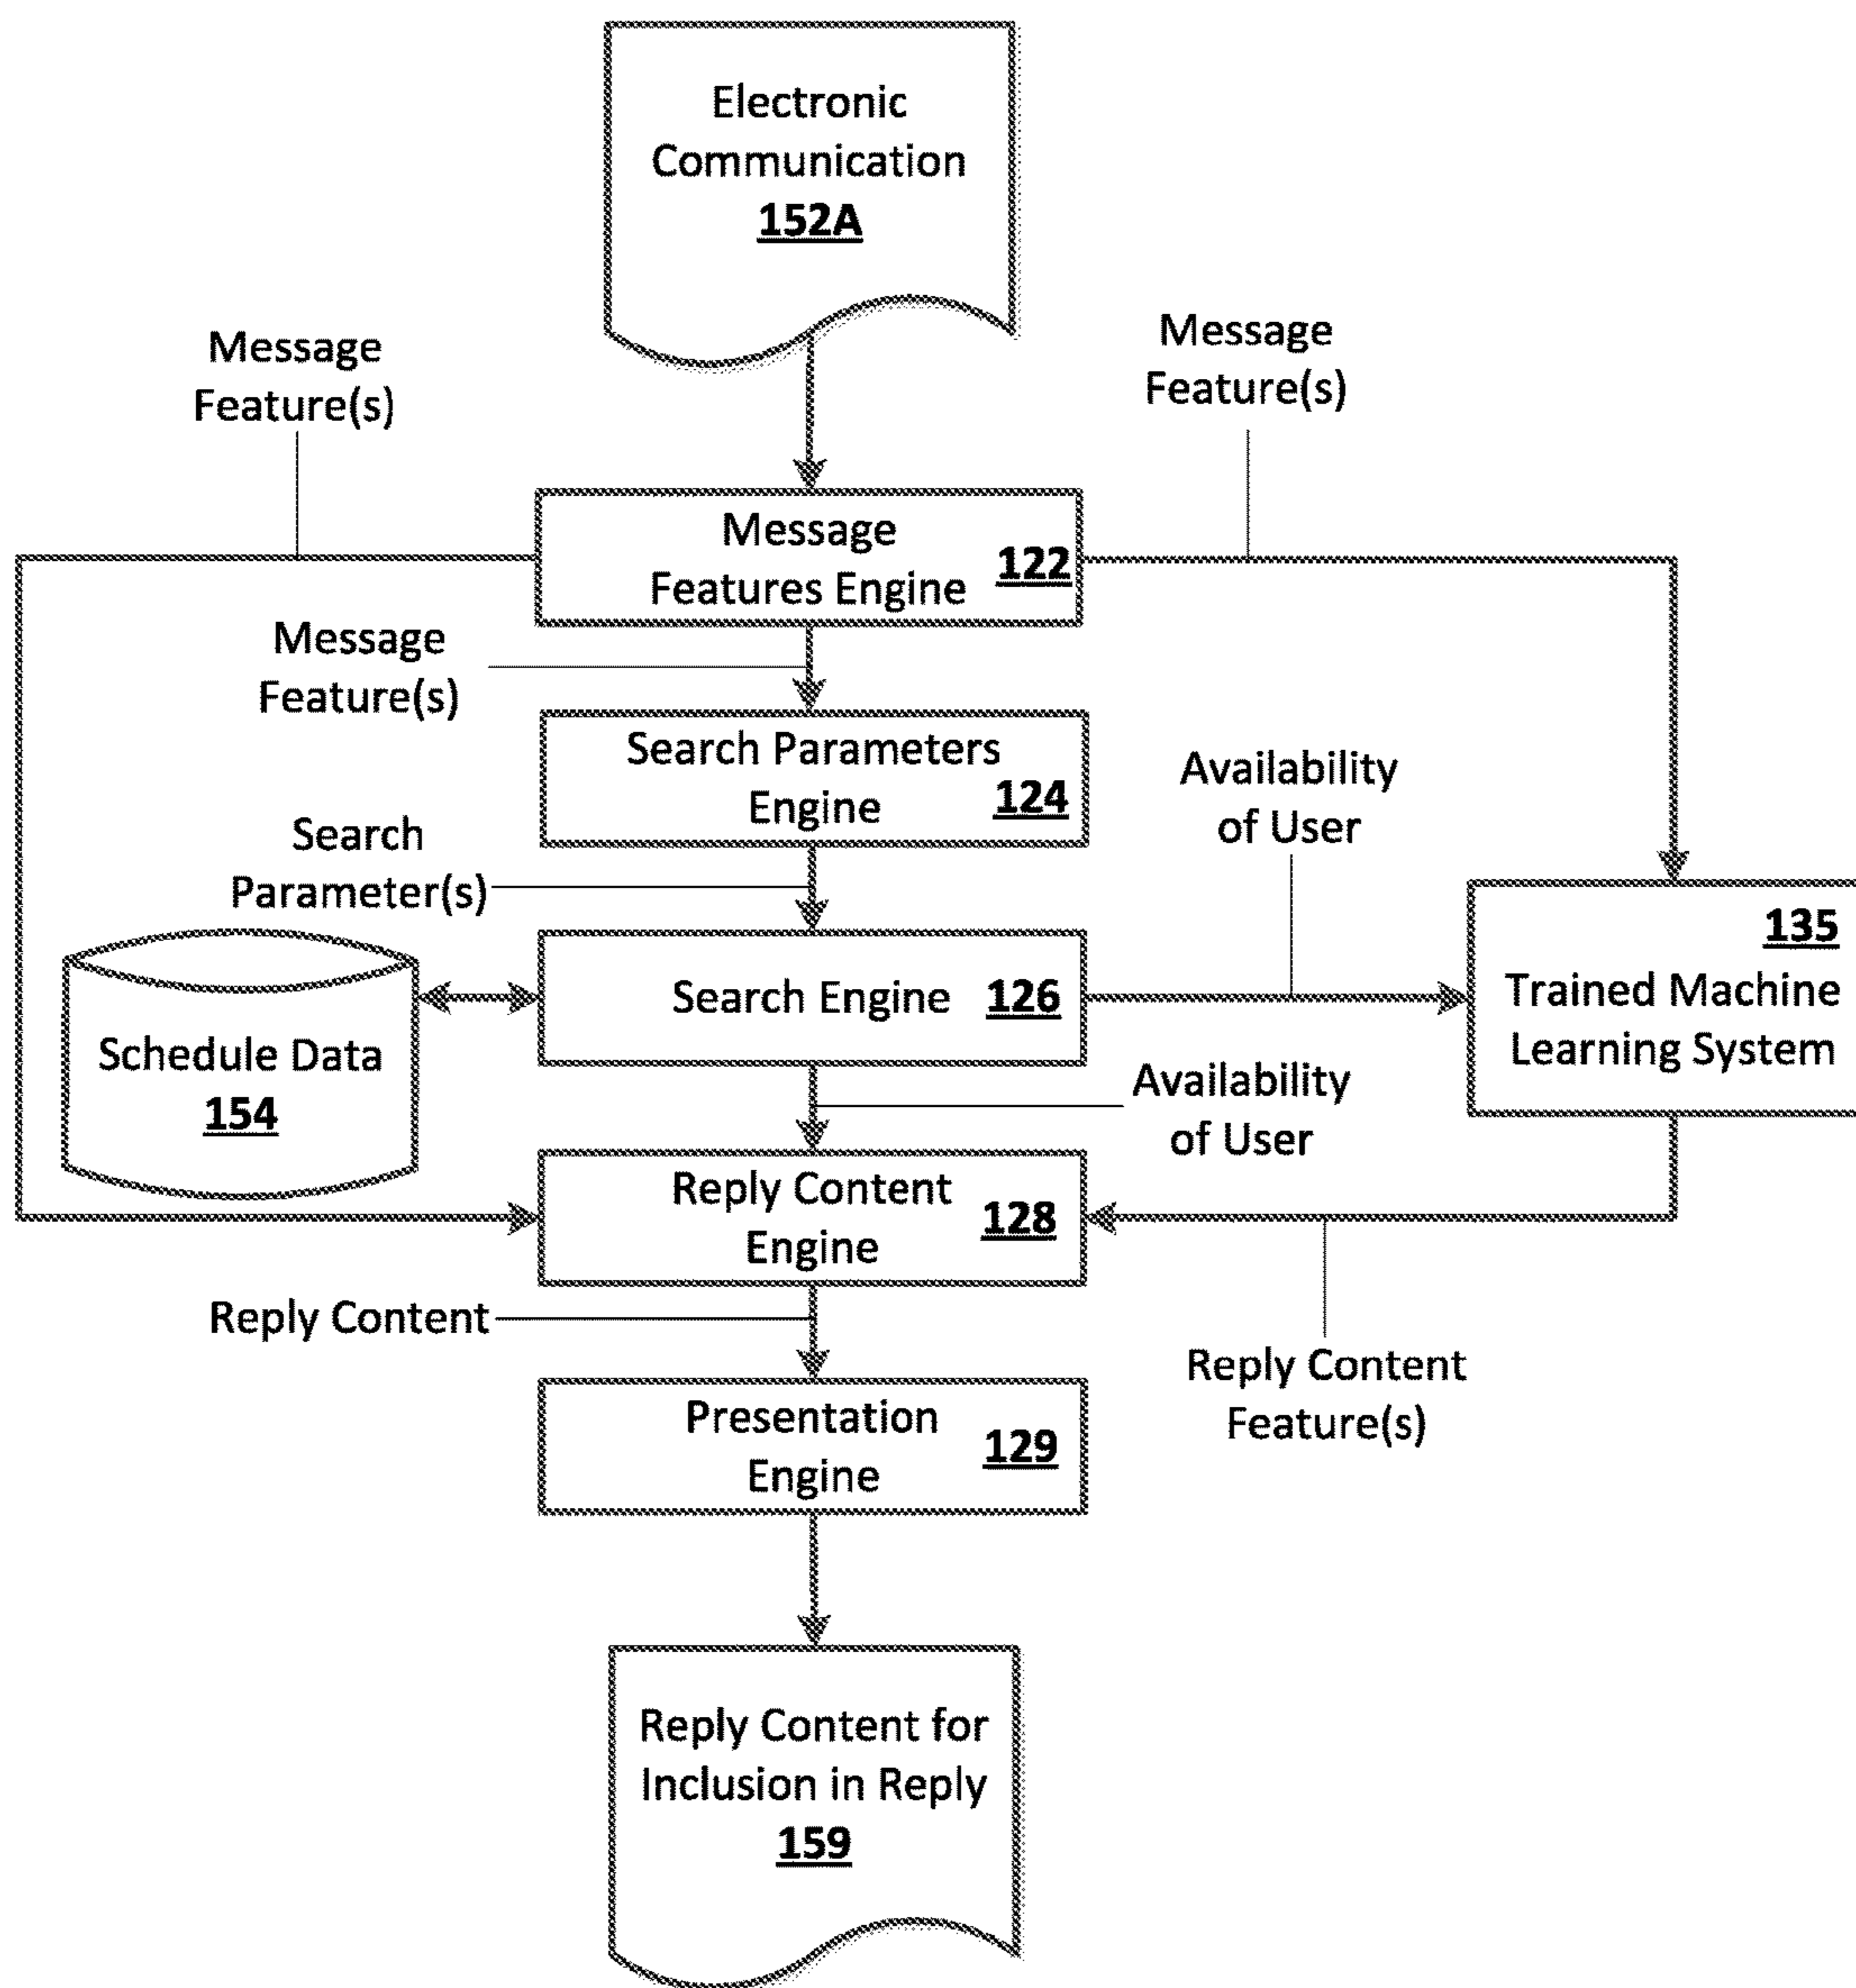 Electronic
Communication
152A
Message
Feature(s)
Message
Feature(s)
Message
Features Engine
122
Message
Feature(s)
Search Parameters
Engine
124
Availability
of User
Search
Parameter(s)
135
Trained Machine
Learning System
Search Engine 126
Schedule Data
154
Availability
of User
Reply Content
Engine
128
Reply Content
Reply Content
Feature(s)
Presentation
Engine
129
Reply Content for
Inclusion in Reply
159